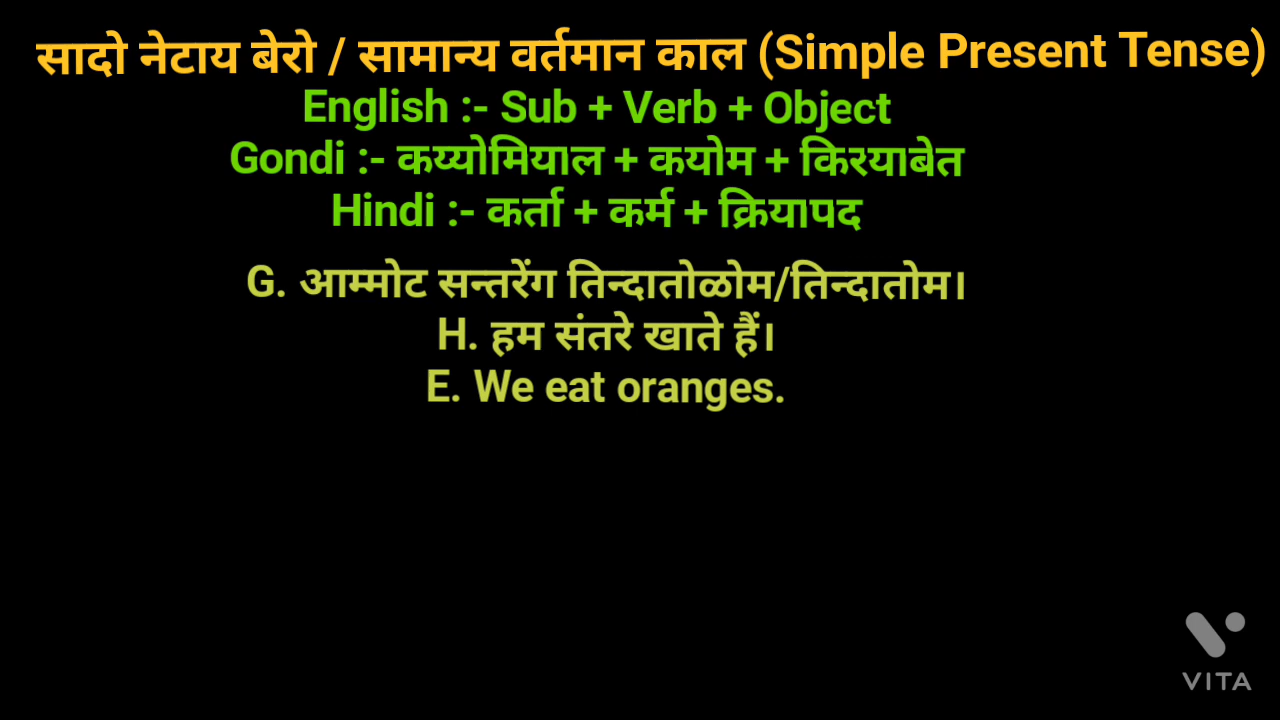 सादो नेटाय बेरो / सामान्य वर्तमान काल (Simple Present Tense)
English :- Sub + Verb + Object
Gondi :- कय्योमियाल + कयोम + किरयाबेत
Hindi :- कर्ता + कर्म + क्रियापद
G. आम्मोट सन्तरेंग तिन्दातोळोम/तिन्दातोम।
H. हम संतरे खाते हैं।
E. We eat oranges.
VITA